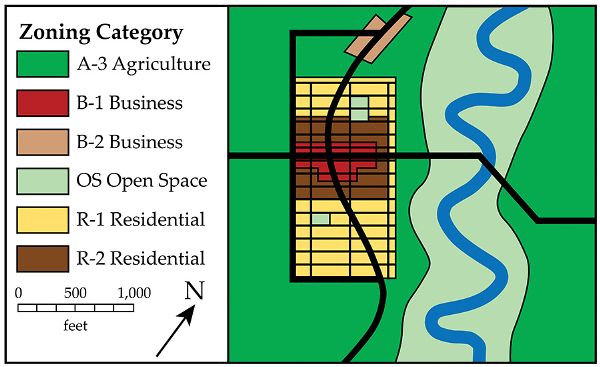 Zoning Category
A-3 Agriculture
B-1 Business
B-2 Business
OS Open Space
R-1 Residential
R-2 Residential
0 500 1,000
feet
N